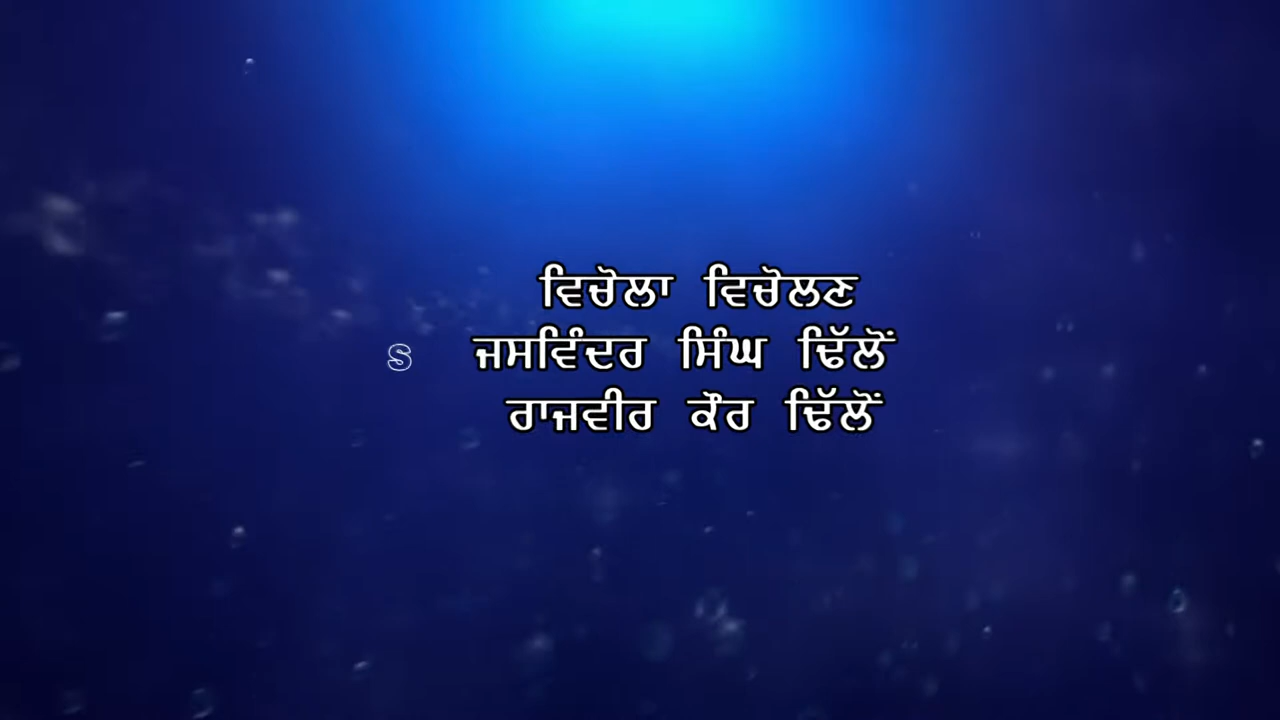 ਵਿਚੋਲਾ ਵਿਚੋਲਣ
S ਜਸਵਿੰਦਰ ਸਿੰਘ ਢਿੱਲੋਂ
ਰਾਜਵੀਰ ਕੌਰ ਢਿੱਲੋਂ